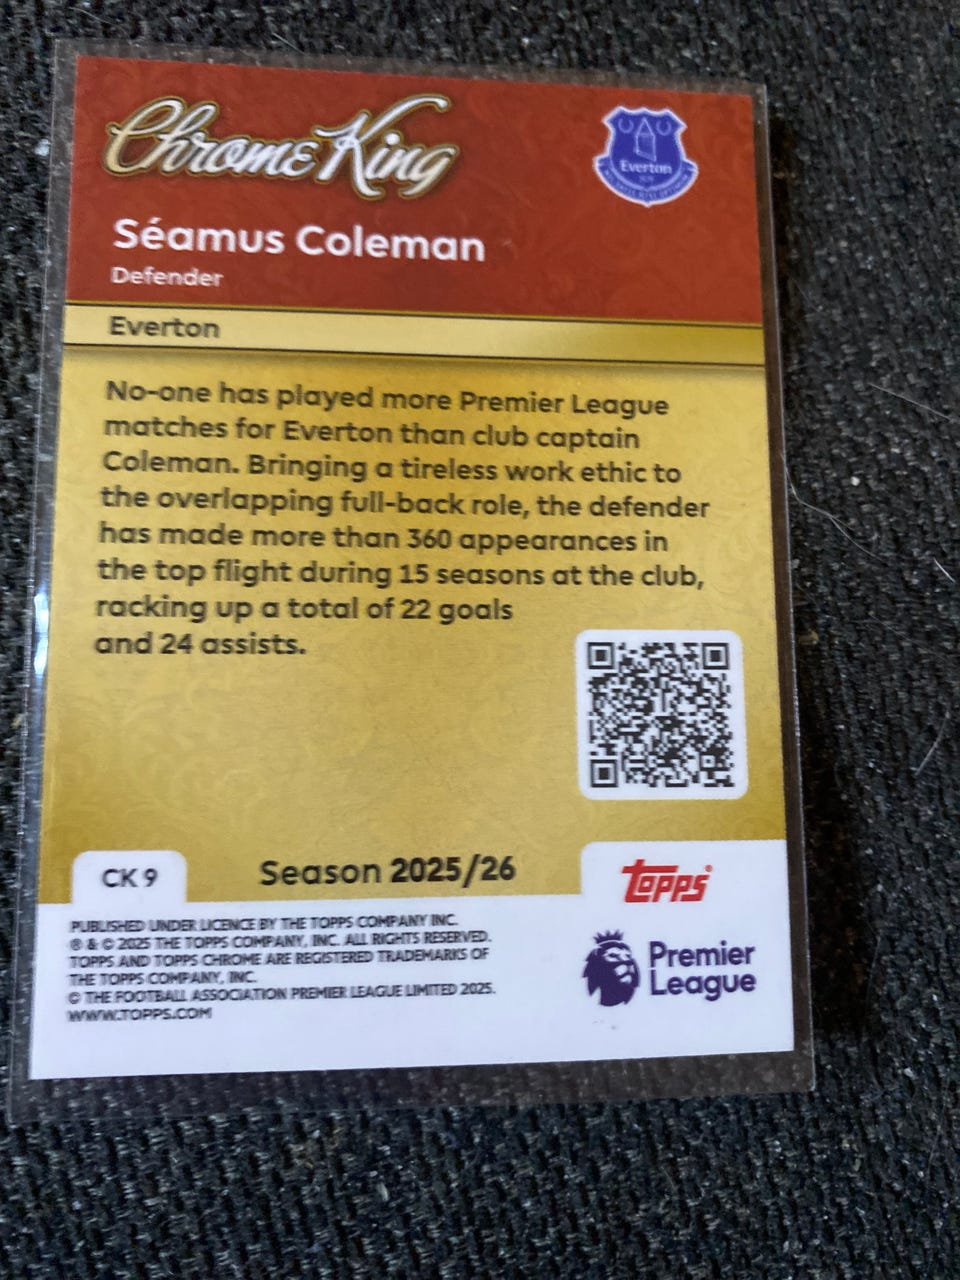 Chrome King
Everton
Séamus Coleman
Defender
Everton
No-one has played more Premier League
matches for Everton than club captain
Coleman. Bringing a tireless work ethic to
the overlapping full-back role, the defender
has made more than 360 appearances in
the top flight during 15 seasons at the club,
racking up a total of 22 goals
and 24 assists.
CK 9
Season 2025/26
topps
PUBLISHED UNDER LICENCE BY THE TOPPS COMPANY INC.
® & © 2025 THE TOPPS COMPANY, INC. ALL RIGHTS RESERVED.
TOPPS AND TOPPS CHROME ARE REGISTERED TRADEMARKS OF
THE TOPPS COMPANY, INC.
© THE FOOTBALL ASSOCIATION PREMIER LEAGUE LIMITED 2025.
WWW.TOPPS.COM
Premier
League